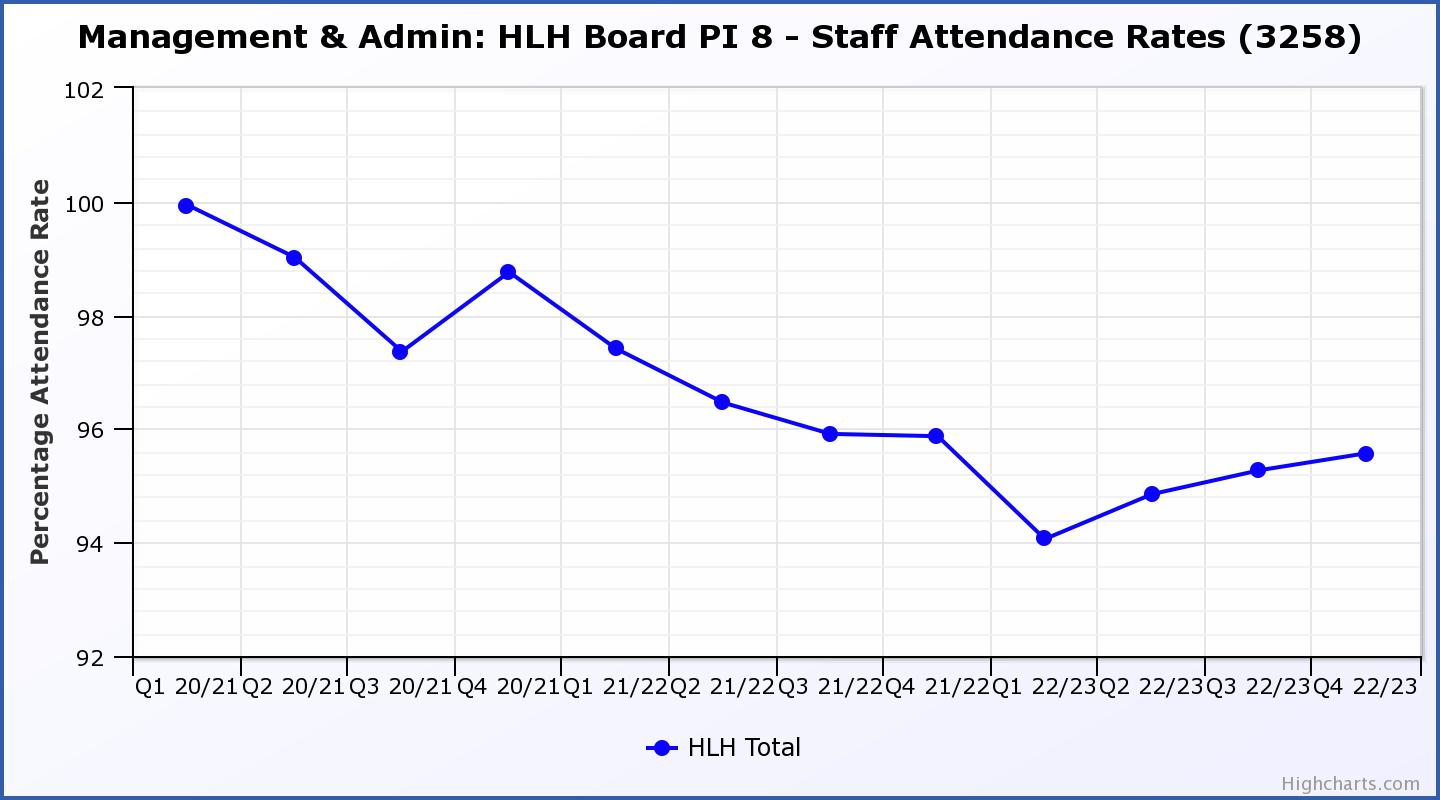 Management & Admin: HLH Board PI 8 - Staff Attendance Rates (3258)
Percentage Attendance Rate
102
100
98
96
94
92
Q1 20/21 Q2 20/21 Q3 20/21 Q4 20/21 Q1 21/22 Q2 21/22 Q3 21/22 Q4 21/22 Q1 22/23 Q2 22/23 Q3 22/23 Q4 22/23
HLH Total
Highcharts.com